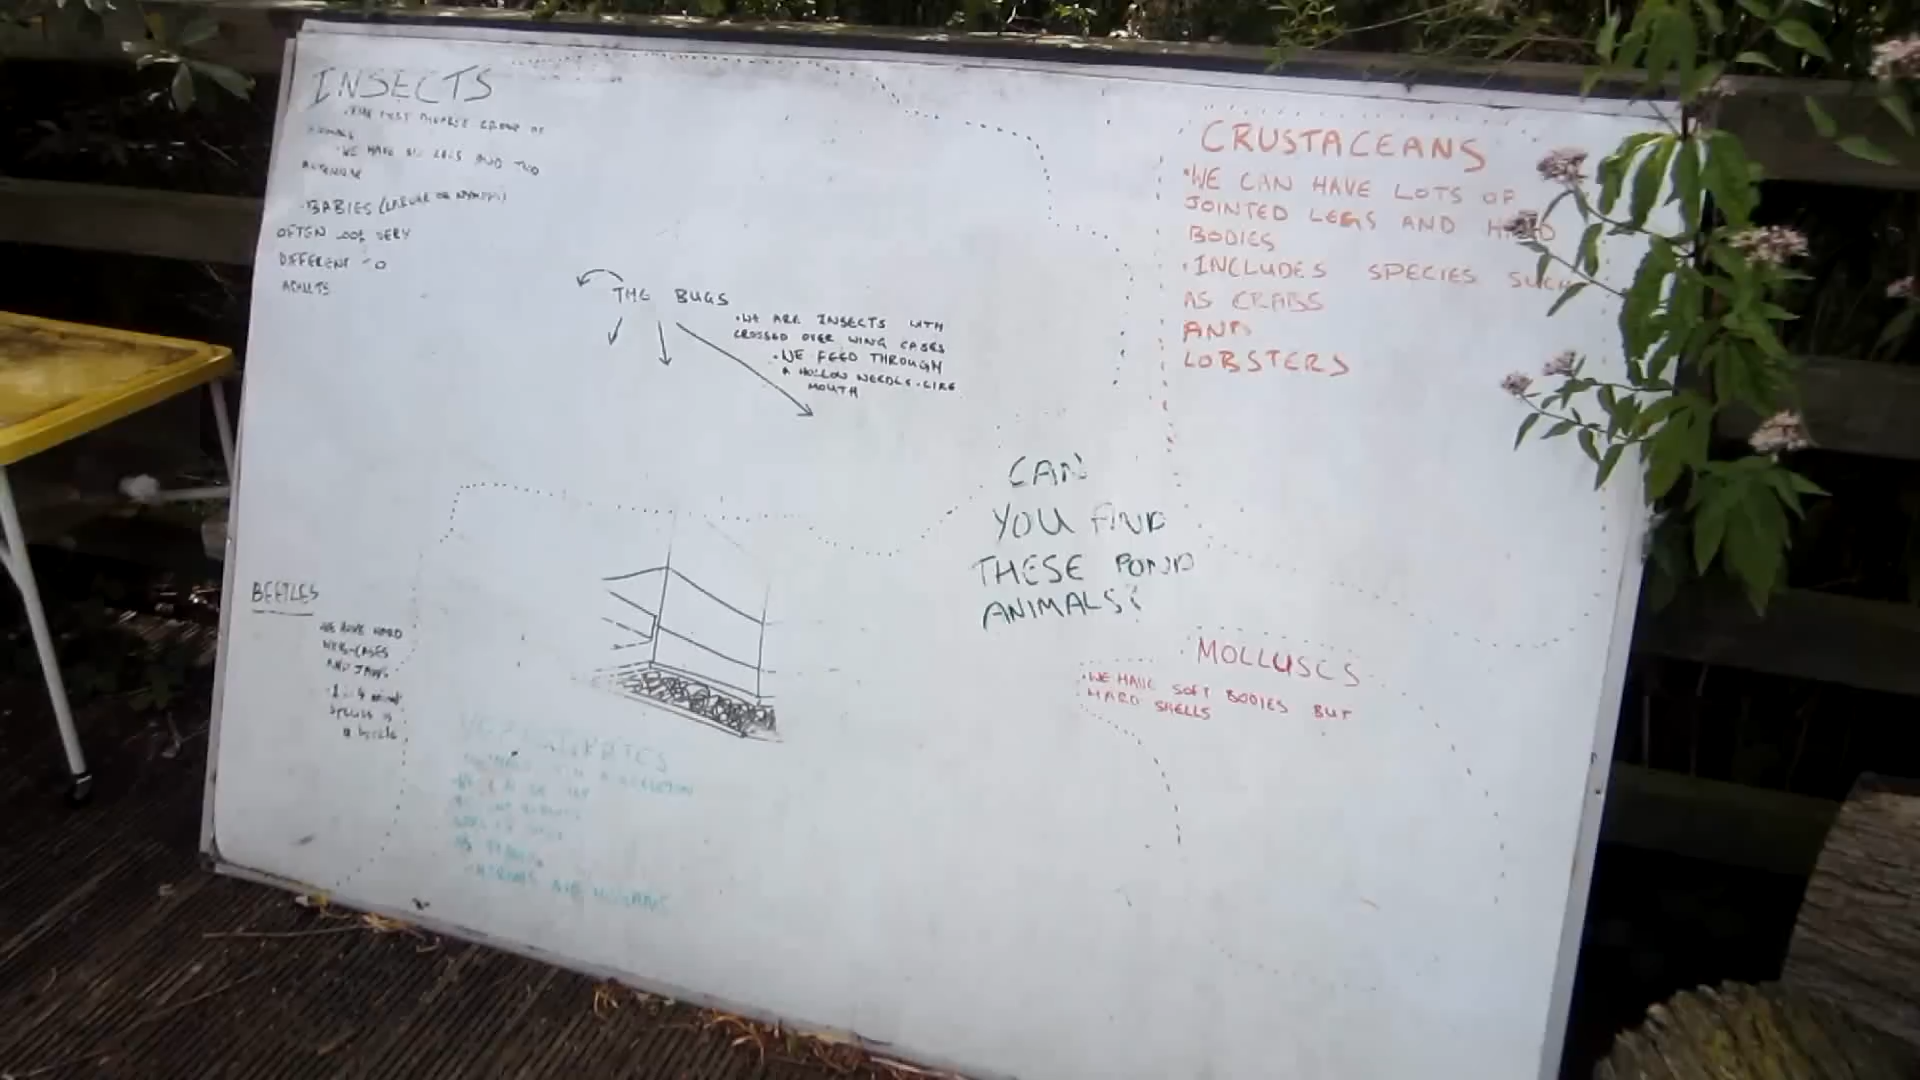 INSECTS
DIVERSE GROUP OF
WE HAVE SIX LEGS AND TWO
ANTENNAE
• BABIES (LARVAE OR NYMPHS)
OFTEN LOOK VERY
DIFFERENT TO
ADULTS
THE BUGS
• WE ARE INSECTS WITH
CROSSED OVER WING CASES
• WE FEED THROUGH
A HOLLOW NEEDLE-LIKE
MOUTH
CRUSTACEANS
• WE CAN HAVE LOTS OF
JOINTED LEGS AND HARD
BODIES
• INCLUDES SPECIES SUCH
AS CRABS
AND
LOBSTERS
CAN
YOU FIND
THESE POND
ANIMALS?
BEETLES
WE HAVE HARD
WING-CASES
AND JAWS
species is
a beetle
MOLLUSCS
• WE HAVE SOFT BODIES BUT
HARD SHELLS
VERTEBRATES